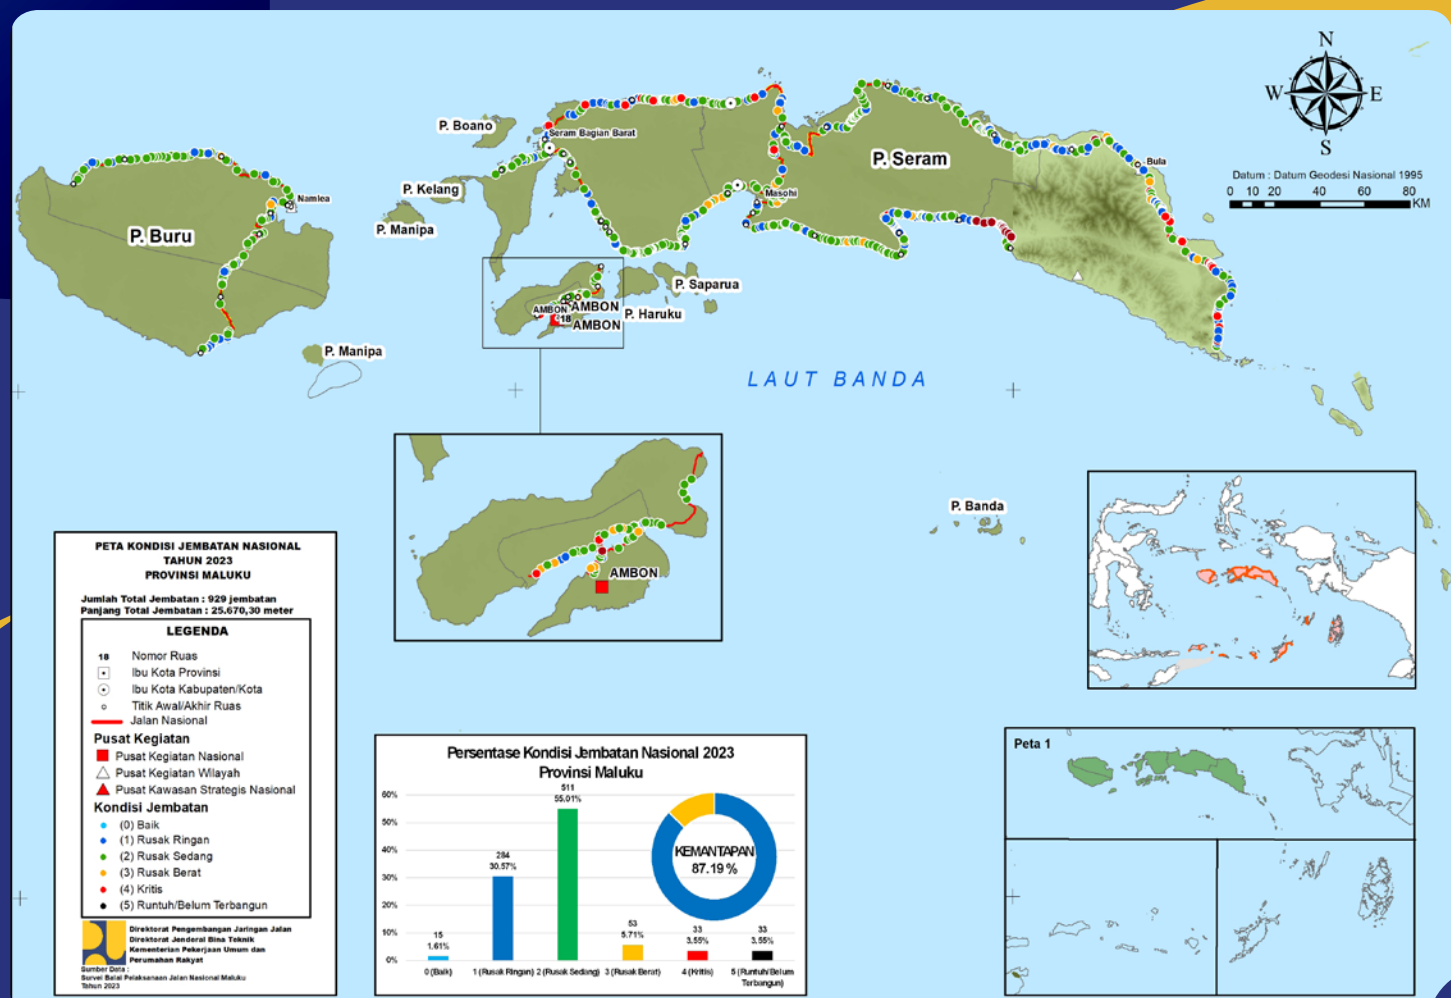 N
W E
S
Datum : Datum Geodesi Nasional 1995
0 10 20 40 60 80
KM
P. Boano
Seram Bagian Barat
P. Seram
Bula
P. Kelang
Masohi
Namlea
P. Manipa
P. Buru
P. Saparua
AMBON
AMBON
18
AMBON
P. Haruku
P. Manipa
LAUT BANDA
P. Banda
AMBON
PETA KONDISI JEMBATAN NASIONAL
TAHUN 2023
PROVINSI MALUKU
Jumlah Total Jembatan : 929 jembatan
Panjang Total Jembatan : 25.670,30 meter
LEGENDA
18 Nomor Ruas
Ibu Kota Provinsi
Ibu Kota Kabupaten/Kota
Titik Awal/Akhir Ruas
Jalan Nasional
Pusat Kegiatan
Pusat Kegiatan Nasional
Pusat Kegiatan Wilayah
Pusat Kawasan Strategis Nasional
Kondisi Jembatan
(0) Baik
(1) Rusak Ringan
(2) Rusak Sedang
(3) Rusak Berat
(4) Kritis
(5) Runtuh/Belum Terbangun
Direktorat Pengembangan Jaringan Jalan
Direktorat Jenderal Bina Teknik
Kementerian Pekerjaan Umum dan
Perumahan Rakyat
Sumber Data :
Survei Balai Pelaksanaan Jalan Nasional Maluku
Tahun 2023
Persentase Kondisi Jembatan Nasional 2023
Provinsi Maluku
60%
50%
40%
30%
20%
10%
0%
15
1.61%
284
30.57%
511
55.01%
53
5.71%
33
3.55%
33
3.55%
KEMANTAPAN
87.19 %
0 (Baik) 1 (Rusak Ringan) 2 (Rusak Sedang) 3 (Rusak Berat) 4 (Kritis) 5 (Runtuh/Belum
Terbangun)
Peta 1